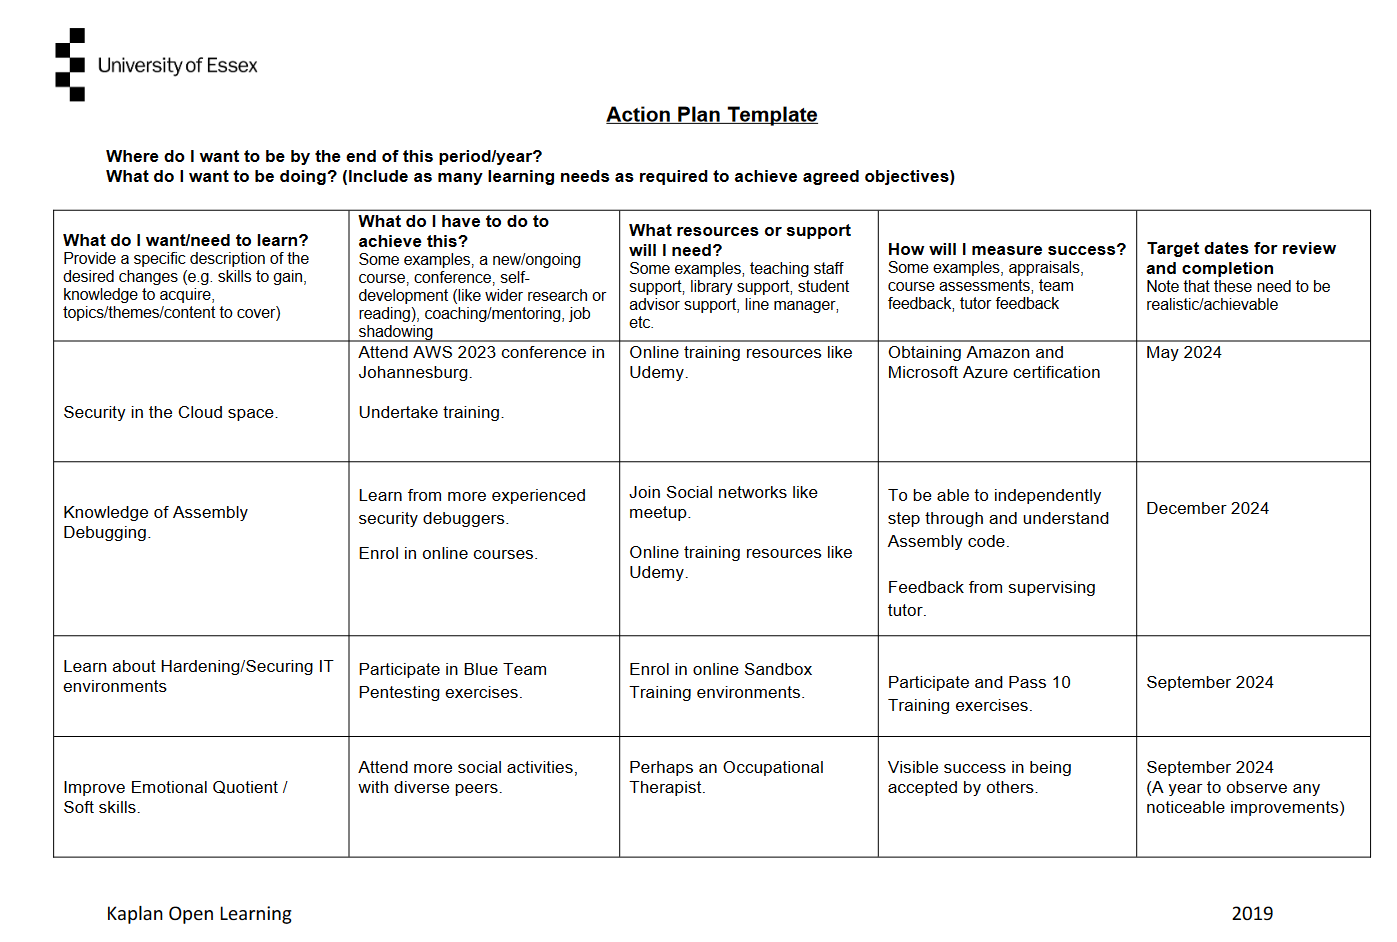 University of Essex
Action Plan Template
Where do I want to be by the end of this period/year?
What do I want to be doing? (Include as many learning needs as required to achieve agreed objectives)
What do I want/need to learn?
Provide a specific description of the
desired changes (e.g. skills to gain,
knowledge to acquire,
topics/themes/content to cover)
What do I have to do to
achieve this?
Some examples, a new/ongoing
course, conference, self-
development (like wider research or
reading), coaching/mentoring, job
shadowing
What resources or support
will I need?
Some examples, teaching staff
support, library support, student
advisor support, line manager,
etc.
How will I measure success?
Some examples, appraisals,
course assessments, team
feedback, tutor feedback
Target dates for review
and completion
Note that these need to be
realistic/achievable
Security in the Cloud space.
Attend AWS 2023 conference in
Johannesburg.
Undertake training.
Online training resources like
Udemy.
Obtaining Amazon and
Microsoft Azure certification
May 2024
Knowledge of Assembly
Debugging.
Learn from more experienced
security debuggers.
Enrol in online courses.
Join Social networks like
meetup.
Online training resources like
Udemy.
To be able to independently
step through and understand
Assembly code.
Feedback from supervising
tutor.
December 2024
Learn about Hardening/Securing IT
environments
Participate in Blue Team
Pentesting exercises.
Enrol in online Sandbox
Training environments.
Participate and Pass 10
Training exercises.
September 2024
Improve Emotional Quotient /
Soft skills.
Attend more social activities,
with diverse peers.
Perhaps an Occupational
Therapist.
Visible success in being
accepted by others.
September 2024
(A year to observe any
noticeable improvements)
Kaplan Open Learning
2019